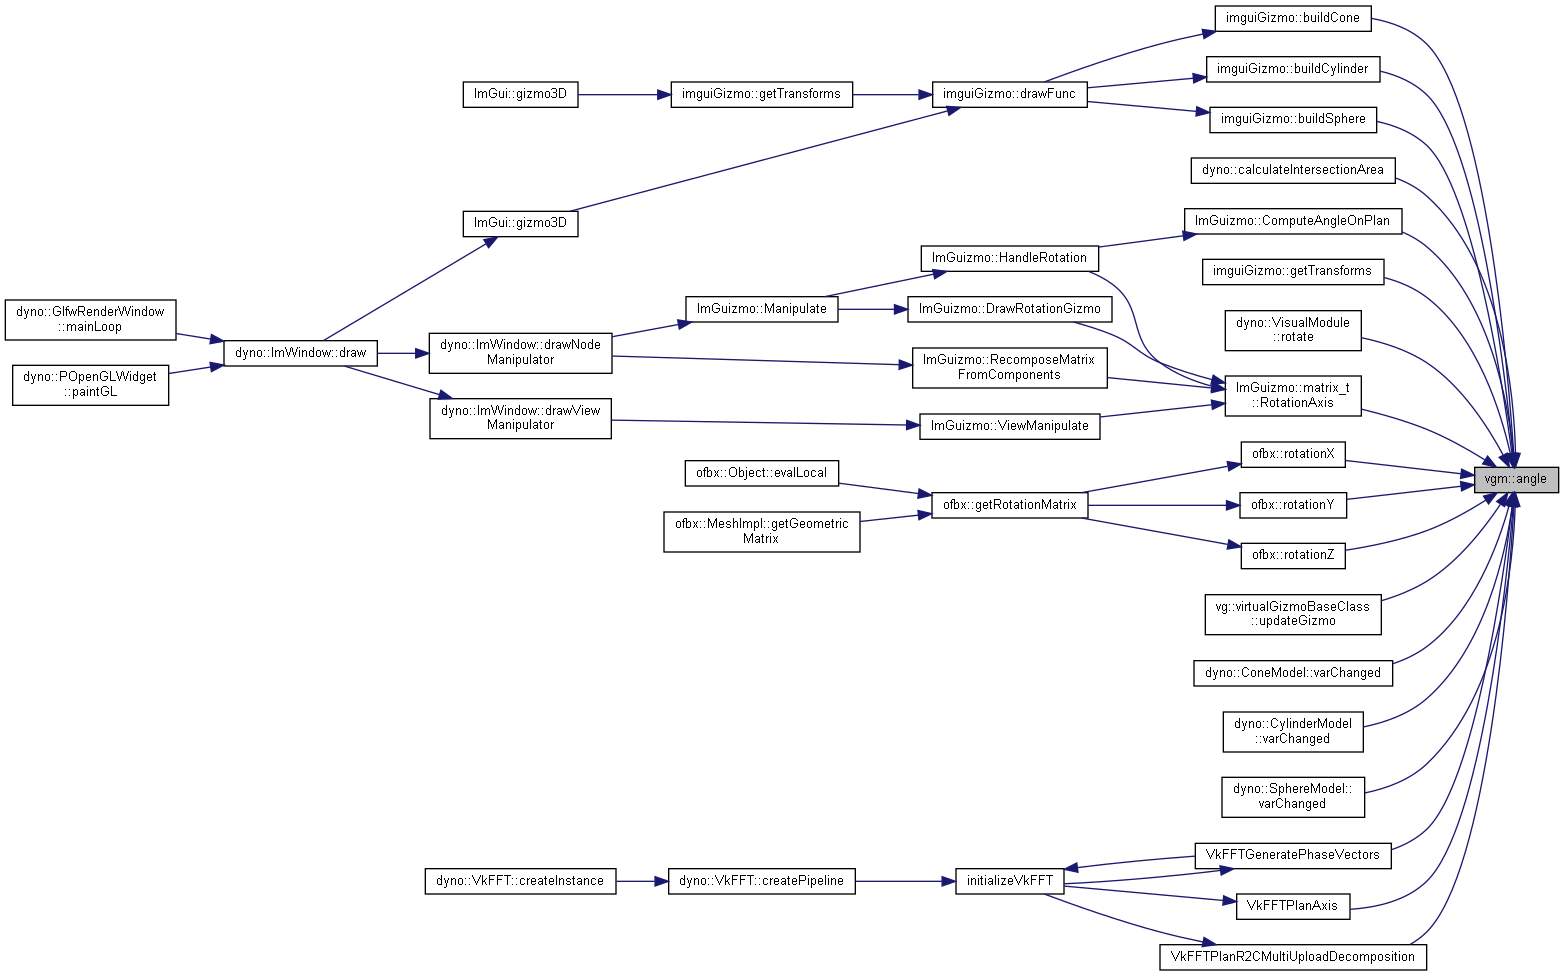 imguiGizmo::buildCone
imguiGizmo::buildCylinder
ImGui::gizmo3D
imguiGizmo::getTransforms
imguiGizmo::drawFunc
imguiGizmo::buildSphere
dyno::calculateIntersectionArea
ImGui::gizmo3D
ImGuizmo::ComputeAngleOnPlan
ImGuizmo::HandleRotation
imguiGizmo::getTransforms
dyno::GlfwRenderWindow
::mainLoop
ImGuizmo::Manipulate
ImGuizmo::DrawRotationGizmo
dyno::VisualModule
::rotate
dyno::ImWindow::draw
dyno::ImWindow::drawNode
Manipulator
ImGuizmo::RecomposeMatrix
FromComponents
dyno::POpenGLWidget
::paintGL
ImGuizmo::matrix_t
::RotationAxis
dyno::ImWindow::drawView
Manipulator
ImGuizmo::ViewManipulate
ofbx::rotationX
ofbx::Object::evalLocal
vgm::angle
ofbx::getRotationMatrix
ofbx::rotationY
ofbx::MeshImpl::getGeometric
Matrix
ofbx::rotationZ
vg::virtualGizmoBaseClass
::updateGizmo
dyno::ConeModel::varChanged
dyno::CylinderModel
::varChanged
dyno::SphereModel::
varChanged
VkFFTGeneratePhaseVectors
dyno::VkFFT::createInstance
dyno::VkFFT::createPipeline
initializeVkFFT
VkFFTPlanAxis
VkFFTPlanR2CMultiUploadDecomposition